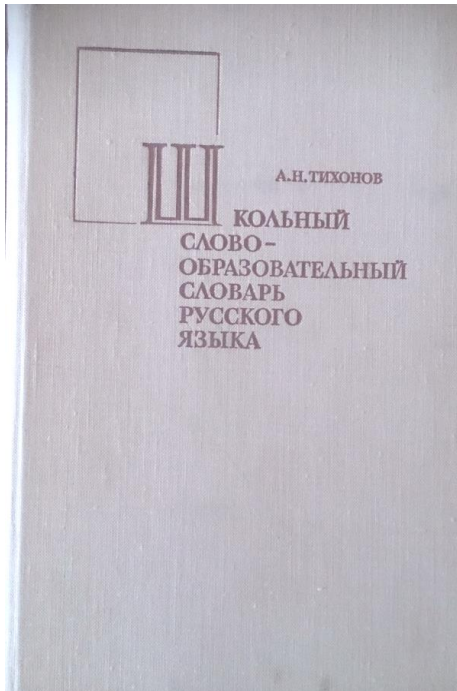 А.Н.ТИХОНОВ
ШКОЛЬНЫЙ
СЛОВО-
ОБРАЗОВАТЕЛЬНЫЙ
СЛОВАРЬ
РУССКОГО
ЯЗЫКА